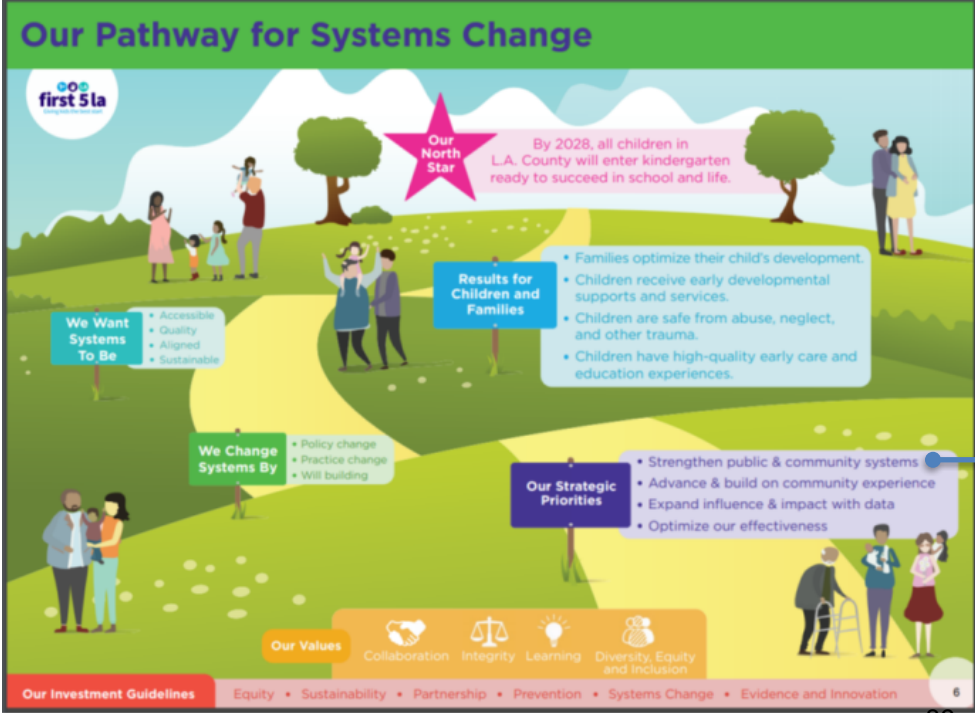 Our Pathway for Systems Change
first 5 la
Our
North
Star
By 2028, all children in
L.A. County will enter kindergarten
ready to succeed in school and life.
Results for
Children and
Families
• Families optimize their child's development.
• Children receive early developmental
supports and services.
• Children are safe from abuse, neglect,
and other trauma.
• Children have high-quality early care and
education experiences.
We Want
Systems
To Be
• Accessible
• Quality
• Aligned
• Sustainable
We Change
Systems By
• Policy change
• Practice change
• Will building
Our Strategic
Priorities
• Strengthen public & community systems
• Advance & build on community experience
• Expand influence & impact with data
• Optimize our effectiveness
Our Values
Collaboration
Integrity
Learning
Diversity, Equity
and Inclusion
Our Investment Guidelines
Equity • Sustainability • Partnership • Prevention • Systems Change • Evidence and Innovation
6